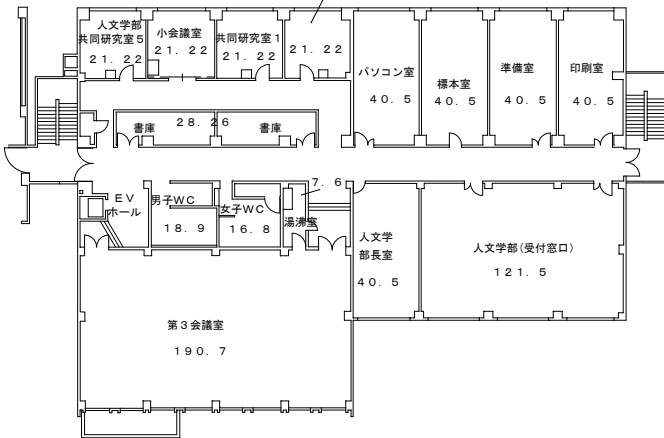 人文学部
共同研究室５
２１．２２
小会議室
２１．２２
共同研究室１
２１．２２
２１．２２
パソコン室
４０．５
標本室
４０．５
準備室
４０．５
印刷室
４０．５
書庫
２８．２６
書庫
ＥＶ
ホール
男子ＷＣ
１８．９
女子ＷＣ
１６．８
７．６
湯沸室
人文学
部長室
４０．５
人文学部（受付窓口）
１２１．５
第３会議室
１９０．７